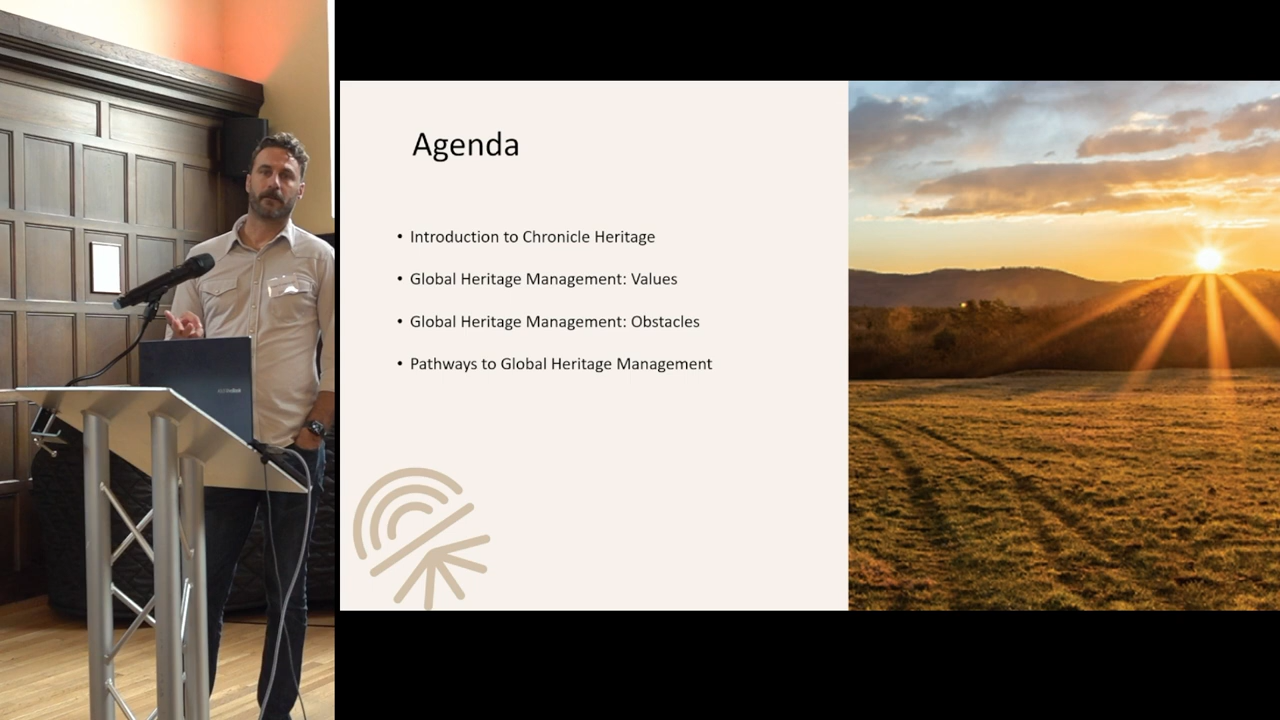 Agenda
• Introduction to Chronicle Heritage
• Global Heritage Management: Values
• Global Heritage Management: Obstacles
• Pathways to Global Heritage Management